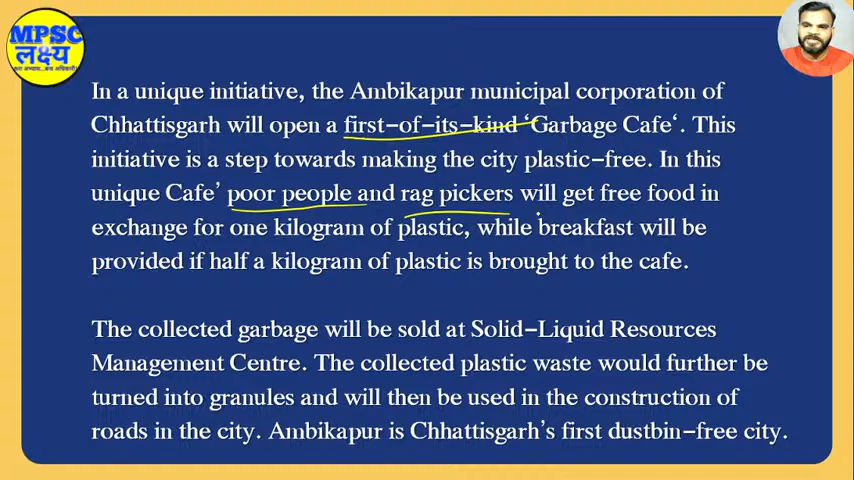 MPSC
लक्ष्य
In a unique initiative, the Ambikapur municipal corporation of
Chhattisgarh will open a first-of-its-kind ‘Garbage Cafe‘. This
initiative is a step towards making the city plastic-free. In this
unique Cafe’ poor people and rag pickers will get free food in
exchange for one kilogram of plastic, while breakfast will be
provided if half a kilogram of plastic is brought to the cafe.
The collected garbage will be sold at Solid-Liquid Resources
Management Centre. The collected plastic waste would further be
turned into granules and will then be used in the construction of
roads in the city. Ambikapur is Chhattisgarh’s first dustbin-free city.